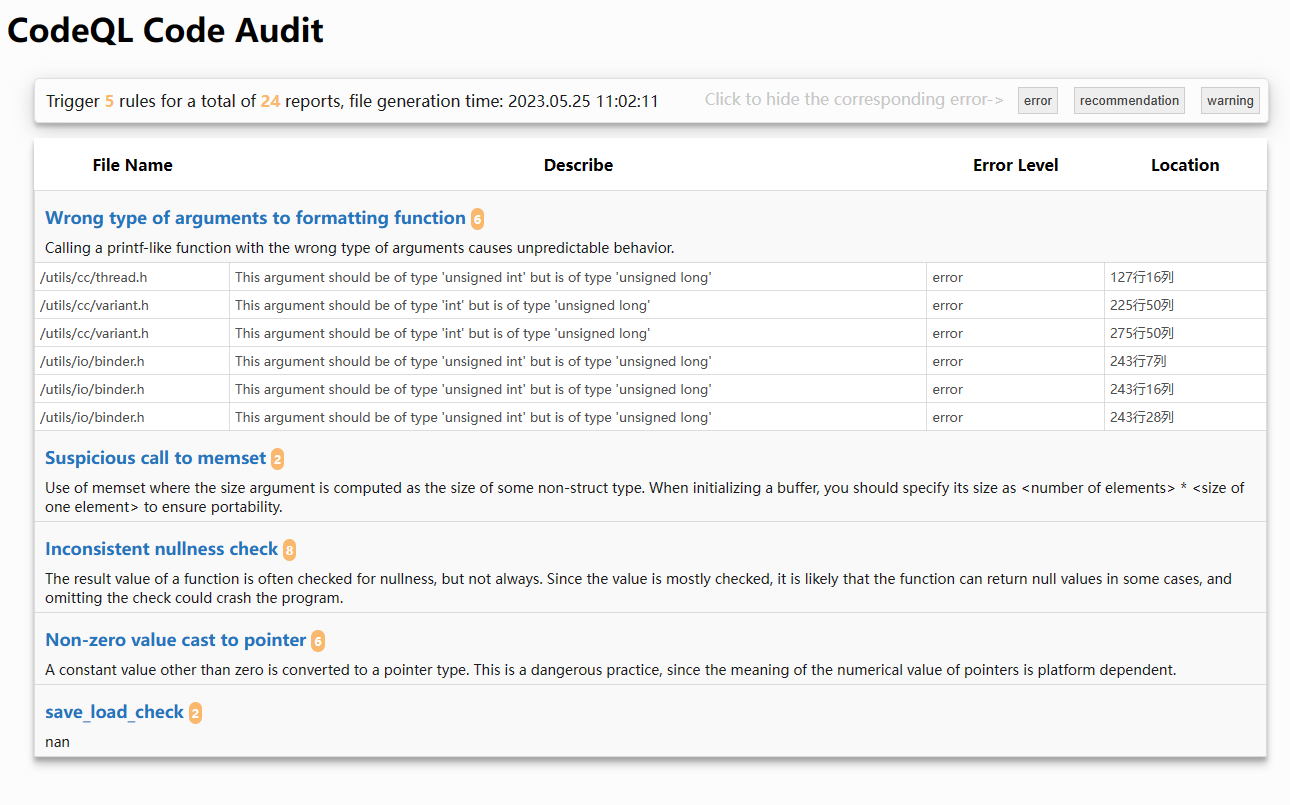 CodeQL Code Audit
Trigger 5 rules for a total of 24 reports, file generation time: 2023.05.25 11:02:11 Click to hide the corresponding error-> error recommendation warning
File Name Describe Error Level Location
Wrong type of arguments to formatting function 6
Calling a printf-like function with the wrong type of arguments causes unpredictable behavior.
/utils/cc/thread.h This argument should be of type 'unsigned int' but is of type 'unsigned long' error 127行16列
/utils/cc/variant.h This argument should be of type 'int' but is of type 'unsigned long' error 225行50列
/utils/cc/variant.h This argument should be of type 'int' but is of type 'unsigned long' error 275行50列
/utils/io/binder.h This argument should be of type 'unsigned int' but is of type 'unsigned long' error 243行7列
/utils/io/binder.h This argument should be of type 'unsigned int' but is of type 'unsigned long' error 243行16列
/utils/io/binder.h This argument should be of type 'unsigned int' but is of type 'unsigned long' error 243行28列
Suspicious call to memset 2
Use of memset where the size argument is computed as the size of some non-struct type. When initializing a buffer, you should specify its size as <number of elements> * <size of
one element> to ensure portability.
Inconsistent nullness check 8
The result value of a function is often checked for nullness, but not always. Since the value is mostly checked, it is likely that the function can return null values in some cases, and
omitting the check could crash the program.
Non-zero value cast to pointer 6
A constant value other than zero is converted to a pointer type. This is a dangerous practice, since the meaning of the numerical value of pointers is platform dependent.
save_load_check 2
nan